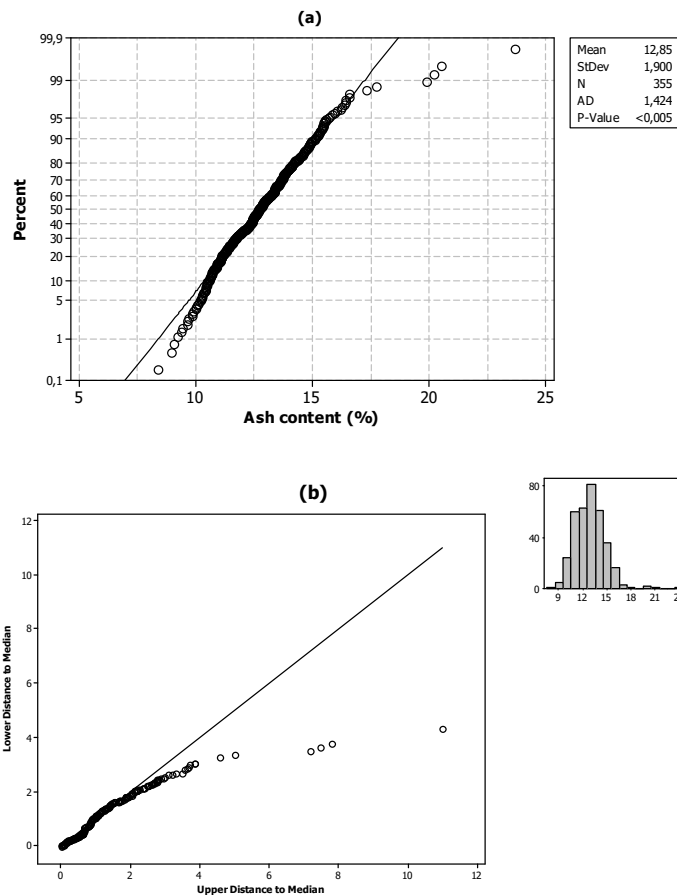 (a)
99,9
99
95
90
80
70
60
50
40
30
20
10
5
1
0,1
Percent
5 10 15 20 25
Ash content (%)
Mean 12,85
StDev 1,900
N 355
AD 1,424
P-Value <0,005
(b)
12
10
8
6
4
2
0
Lower Distance to Median
0 2 4 6 8 10 12
Upper Distance to Median
80
40
0
9 12 15 18 21